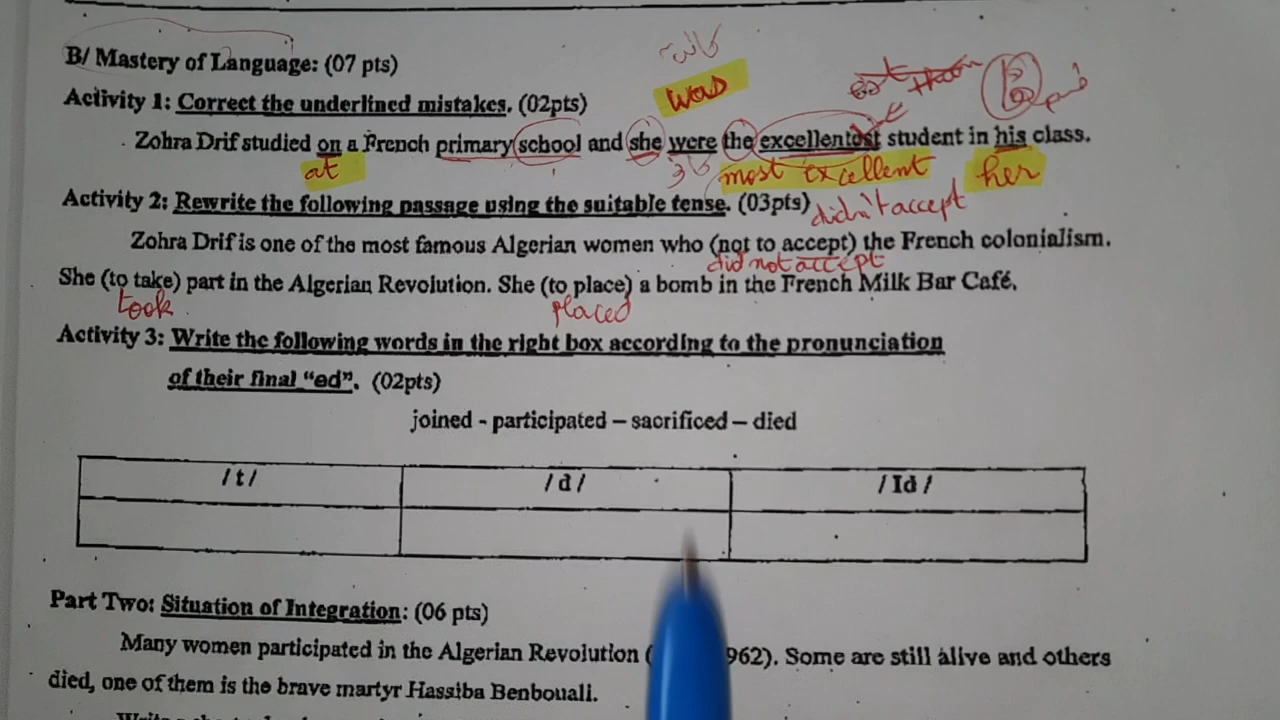 B/ Mastery of Language: (07 pts)
كانت
was
Activity 1: Correct the underlined mistakes. (02pts)
Zohra Drif studied on a French primary school and she were the excellentest student in his class.
at
most excellent
her
Activity 2: Rewrite the following passage using the suitable tense. (03pts)
didn't accept
Zohra Drif is one of the most famous Algerian women who (not to accept) the French colonialism.
did not accept
She (to take) part in the Algerian Revolution. She (to place) a bomb in the French Milk Bar Café.
took
placed
Activity 3: Write the following words in the right box according to the pronunciation
of their final "ed". (02pts)
joined - participated – sacrificed – died
/ t / / d / / Id /
Part Two: Situation of Integration: (06 pts)
Many women participated in the Algerian Revolution ( 962). Some are still alive and others
died, one of them is the brave martyr Hassiba Benbouali.